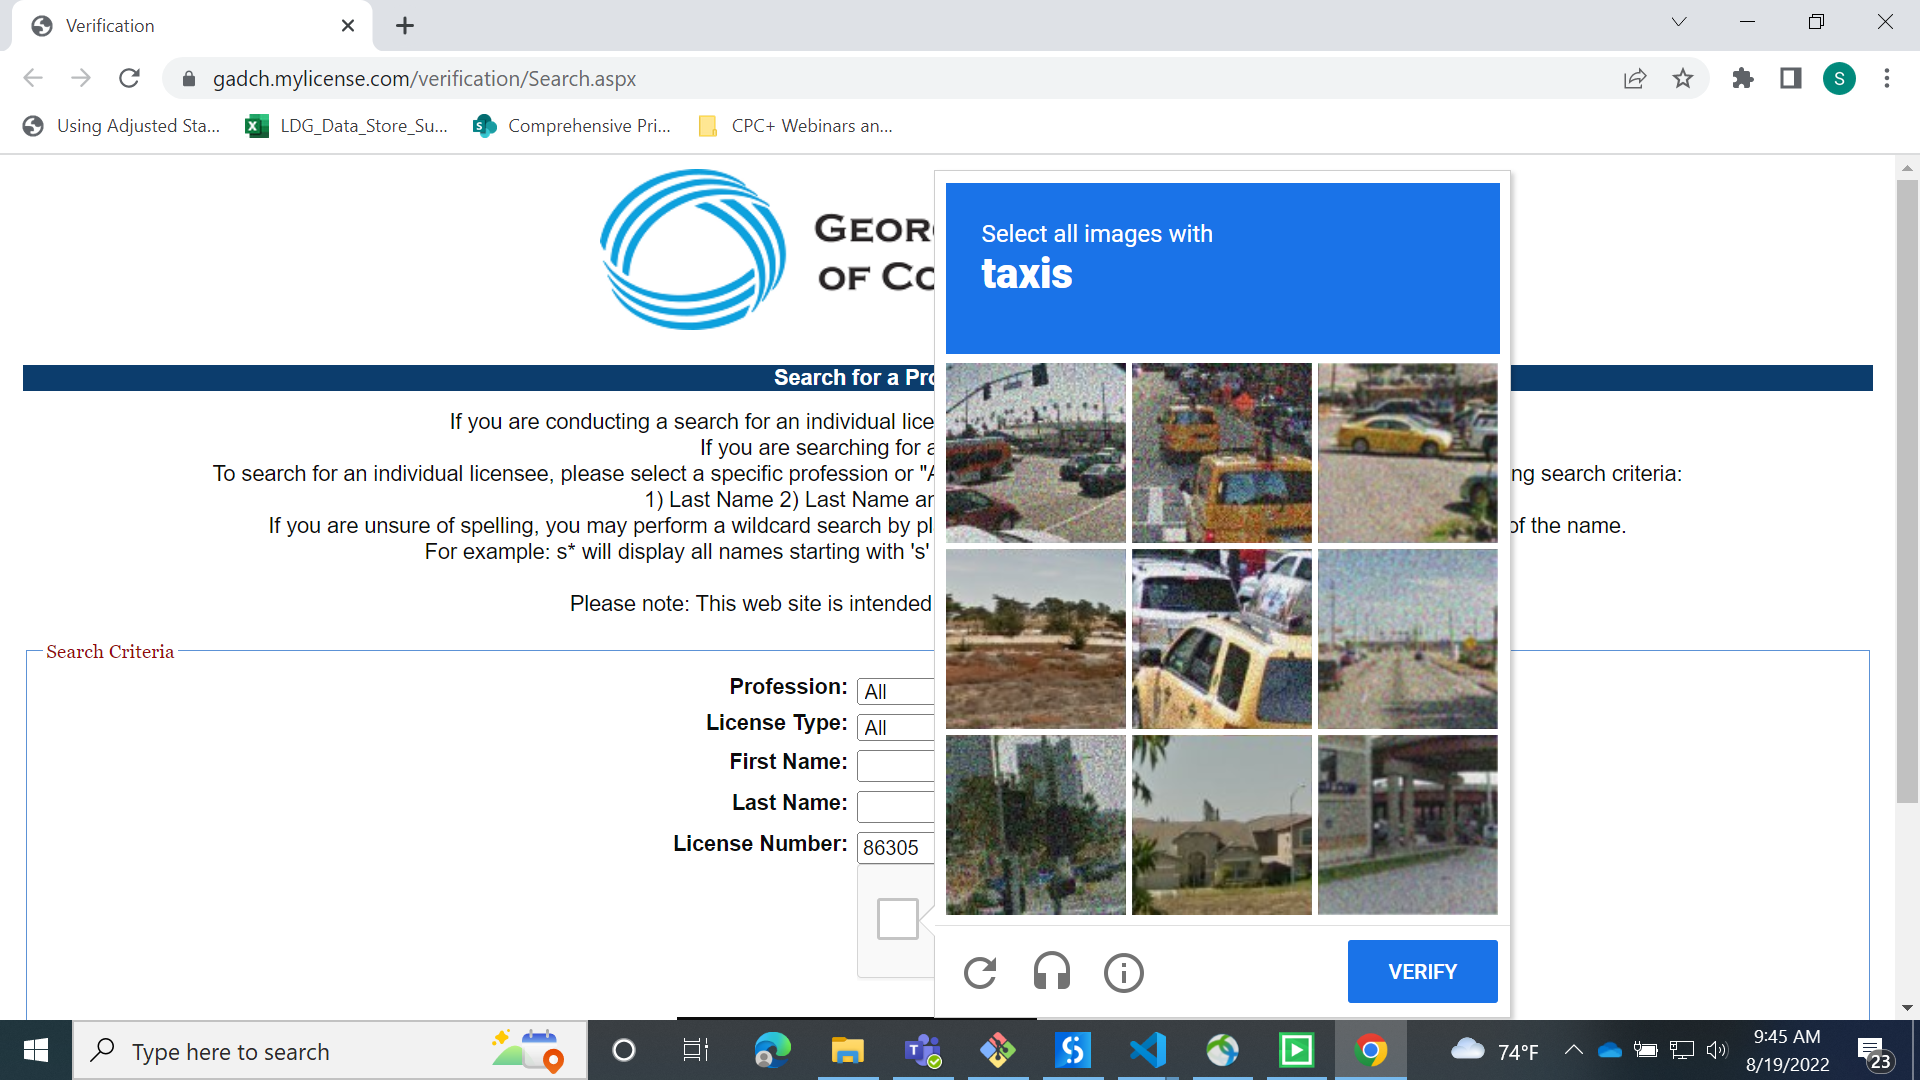 Verification
gadch.mylicense.com/verification/Search.aspx
S
Using Adjusted Sta...
LDG_Data_Store_Su...
Comprehensive Pri...
CPC+ Webinars an...
GEOR
OF CO
Select all images with
taxis
Search for a Pro
If you are conducting a search for an individual lice
If you are searching for a
To search for an individual licensee, please select a specific profession or "A
ng search criteria:
1) Last Name 2) Last Name an
If you are unsure of spelling, you may perform a wildcard search by pl
of the name.
For example: s* will display all names starting with 's'
Please note: This web site is intended
Search Criteria
Profession:
All
License Type:
All
First Name:
Last Name:
License Number:
86305
VERIFY
Type here to search
74°F
9:45 AM
8/19/2022
23